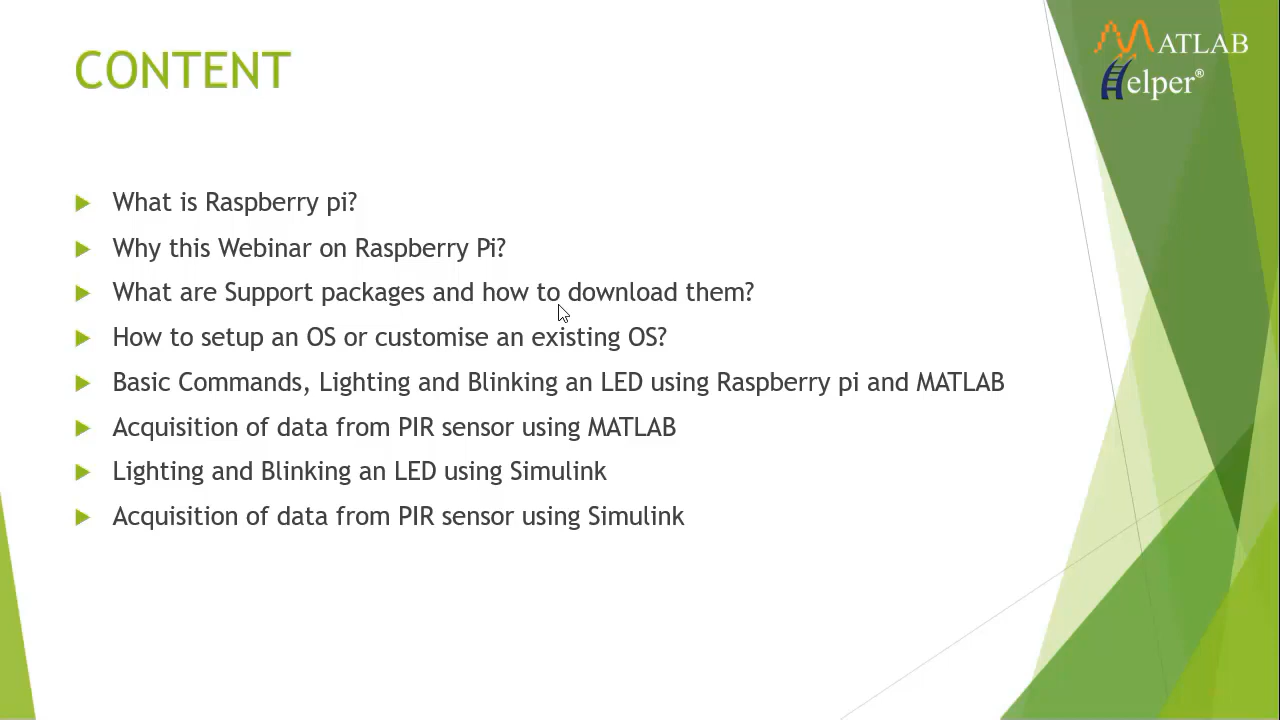 CONTENT
MATLAB
Helper®
What is Raspberry pi?
Why this Webinar on Raspberry Pi?
What are Support packages and how to download them?
How to setup an OS or customise an existing OS?
Basic Commands, Lighting and Blinking an LED using Raspberry pi and MATLAB
Acquisition of data from PIR sensor using MATLAB
Lighting and Blinking an LED using Simulink
Acquisition of data from PIR sensor using Simulink